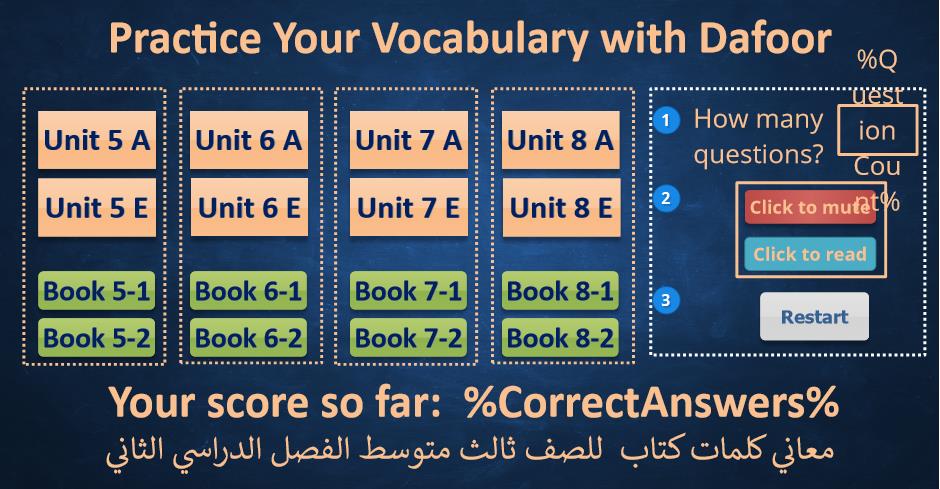 Practice Your Vocabulary with Dafoor
Unit 5 A
Unit 5 E
Book 5-1
Book 5-2
Unit 6 A
Unit 6 E
Book 6-1
Book 6-2
Unit 7 A
Unit 7 E
Book 7-1
Book 7-2
Unit 8 A
Unit 8 E
Book 8-1
Book 8-2
1
How many
questions?
%Q
uest
ion
Cou
nt%
2
Click to mute
Click to read
3
Restart
Your score so far: %CorrectAnswers%
معاني كلمات كتاب للصف ثالث متوسط الفصل الدراسي الثاني